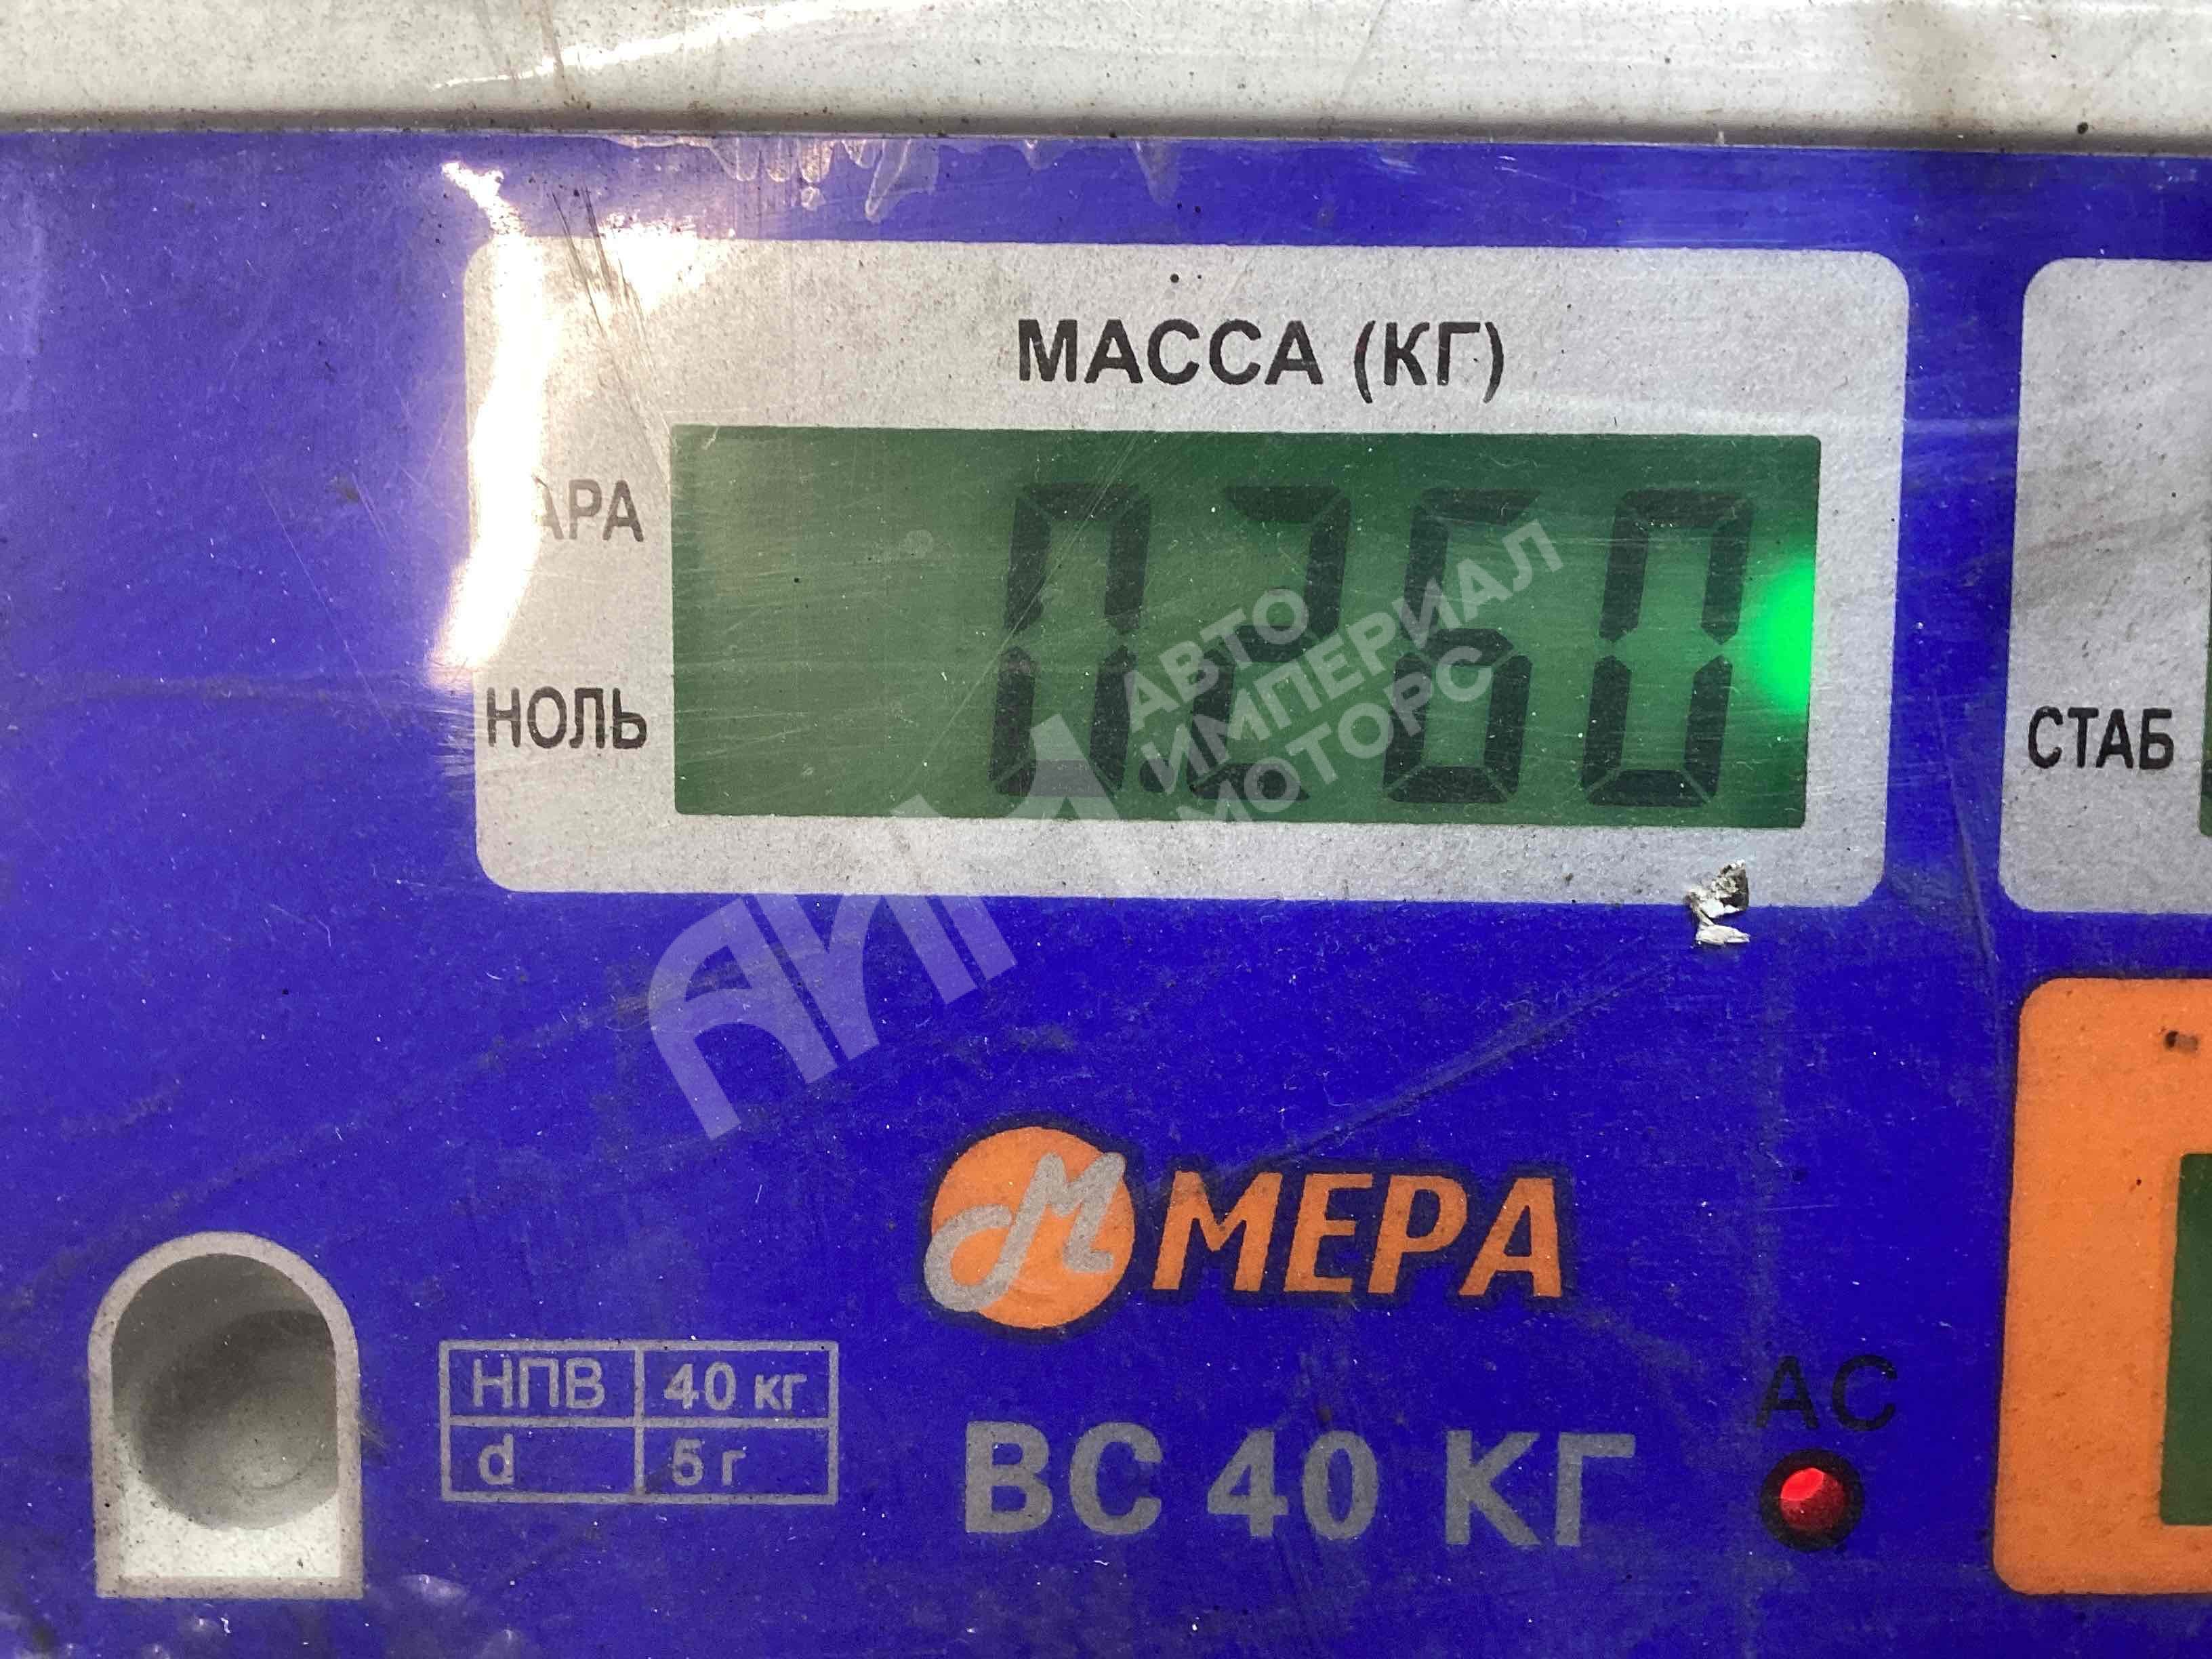 МАССА (КГ)
АРА
0.260
НОЛЬ
СТАБ
АВТО
ИМПЕРИАЛ
МОТОРС
АИМ
М МЕРА
НПВ 40 кг
d 5 г
ВС 40 КГ
АС